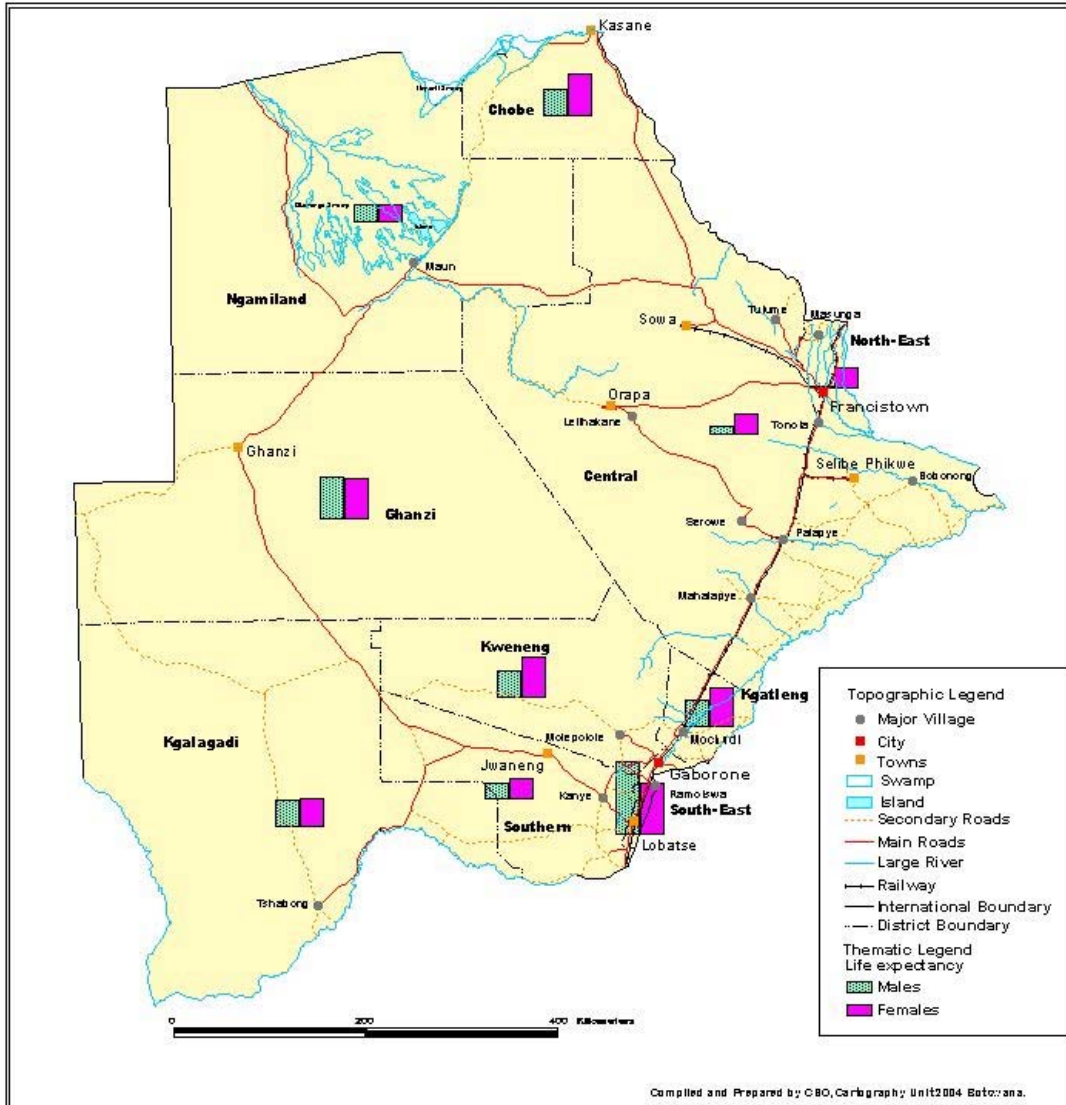 Kasane
Chobe
Maun
Ngamiland
Sowa
Tutume
Masunga
North-East
Orapa
Francistown
Letlhakane
Tonota
Ghanzi
Selibe Phikwe
Central
Bobonong
Ghanzi
Serowe
Palapye
Mahalapye
Kweneng
Kgatleng
Kgalagadi
Molepolole
Mochudi
Jwaneng
Gaborone
Kanye
Ramotswa
Southern
South-East
Lobatse
Tshabong
Topographic Legend
Major Village
City
Towns
Swamp
Island
Secondary Roads
Main Roads
Large River
Railway
International Boundary
District Boundary
Thematic Legend
Life expectancy
Males
Females
0 200 400 Kilometers
Compiled and Prepared by CSO, Cartography Unit 2004 Botswana.